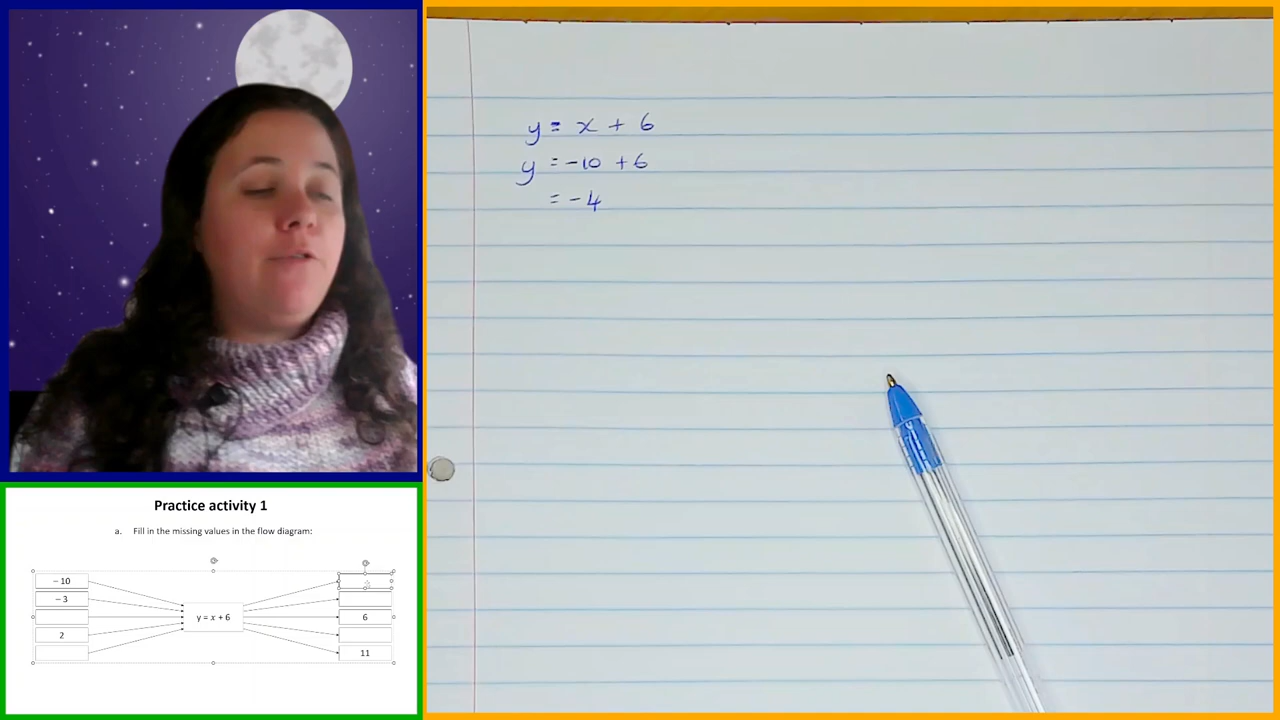 y = x + 6
y = -10 + 6
= -4
Practice activity 1
a. Fill in the missing values in the flow diagram:
– 10
– 3
2
y = x + 6
6
11